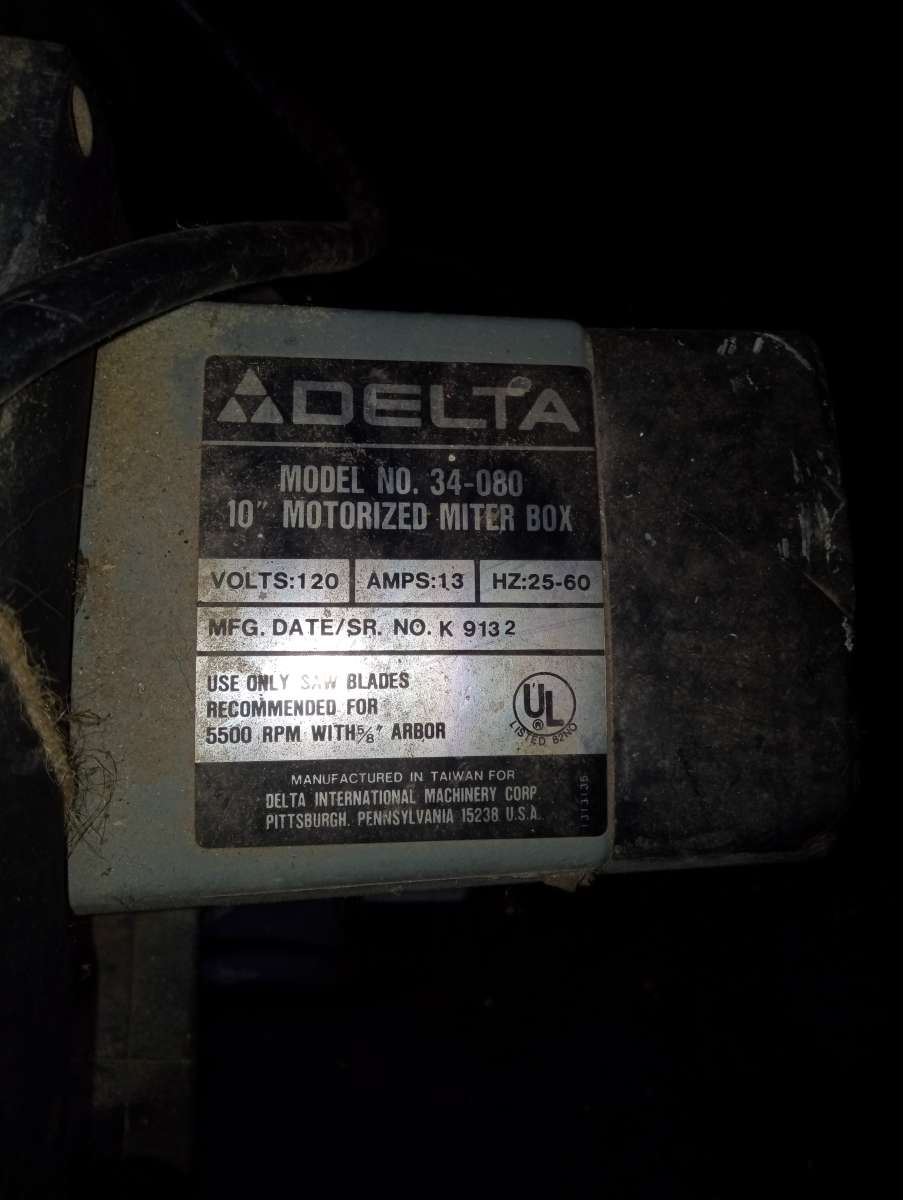 DELTA
MODEL NO. 34-080
10" MOTORIZED MITER BOX
VOLTS:120 AMPS:13 HZ:25-60
MFG. DATE/SR. NO. K 9132
USE ONLY SAW BLADES
RECOMMENDED FOR
5500 RPM WITH 5/8" ARBOR
UL
®
LISTED 82NO
MANUFACTURED IN TAIWAN FOR
DELTA INTERNATIONAL MACHINERY CORP.
PITTSBURGH, PENNSYLVANIA 15238 U.S.A.
1313135